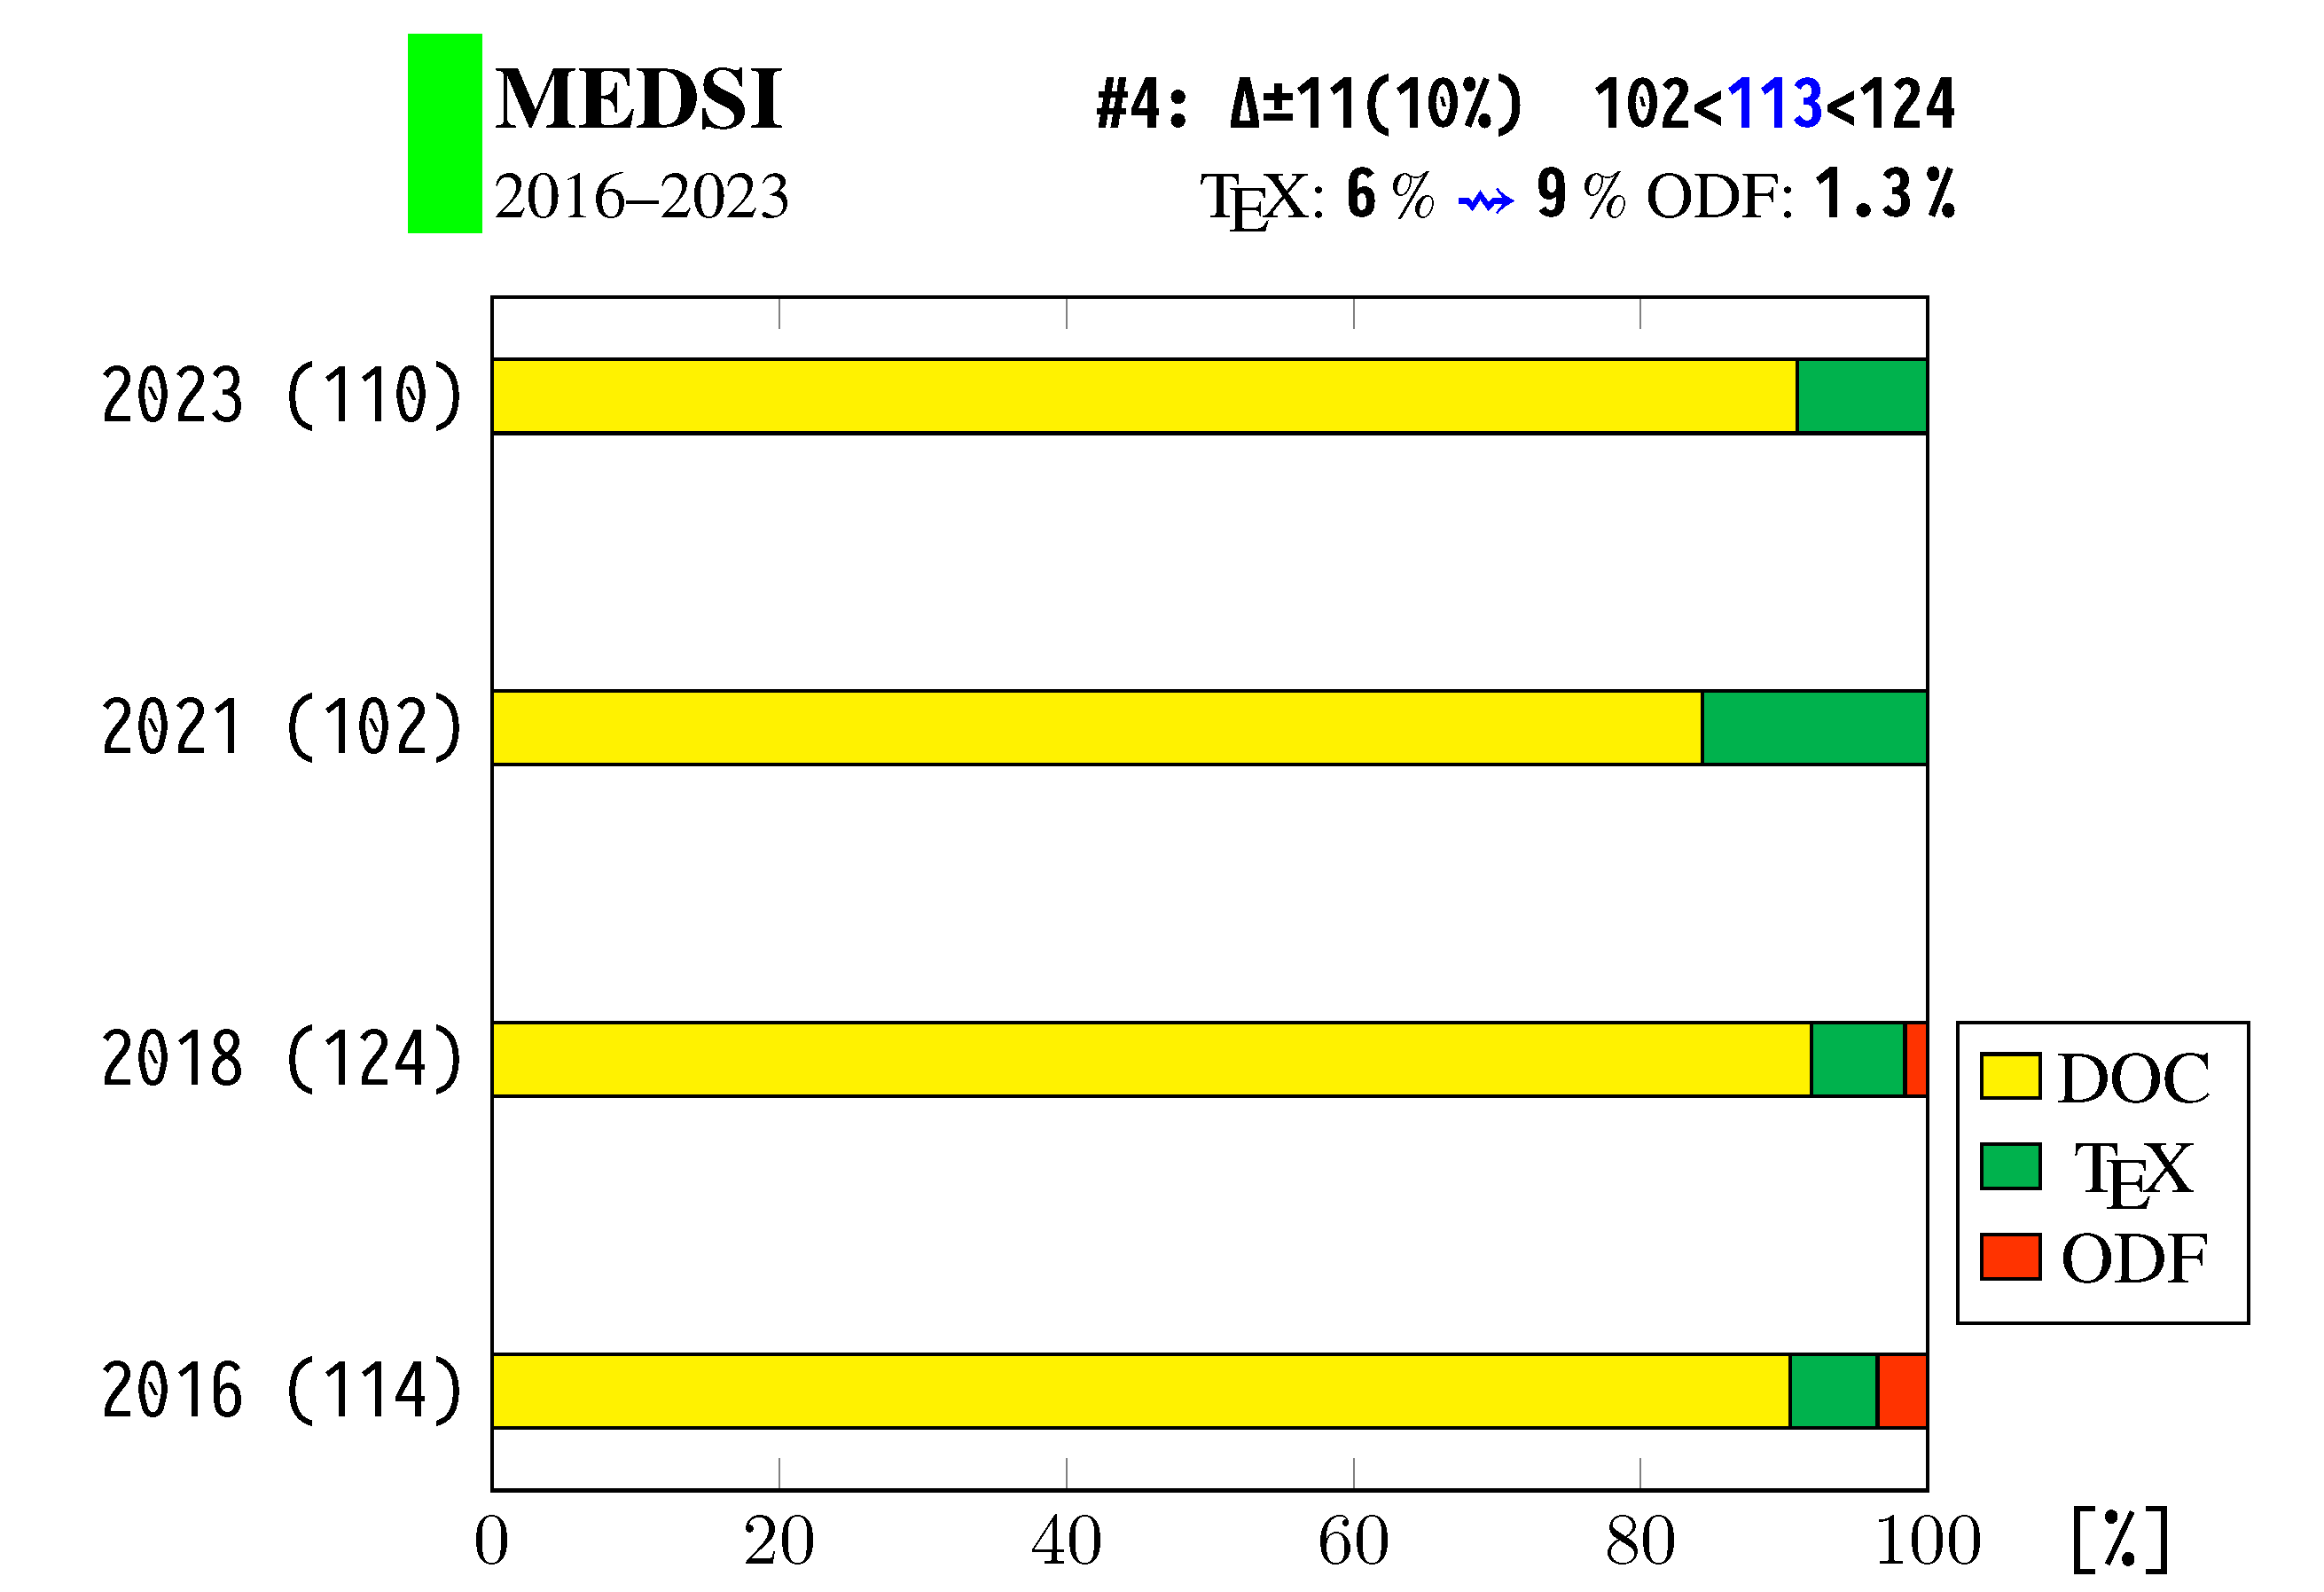 MEDSI
2016–2023
#4: Δ±11(10%) 102<113<124
TEX: 6 % ⇝ 9 % ODF: 1.3%
2023 (110)
2021 (102)
2018 (124)
2016 (114)
DOC
TEX
ODF
0 20 40 60 80 100 [%]